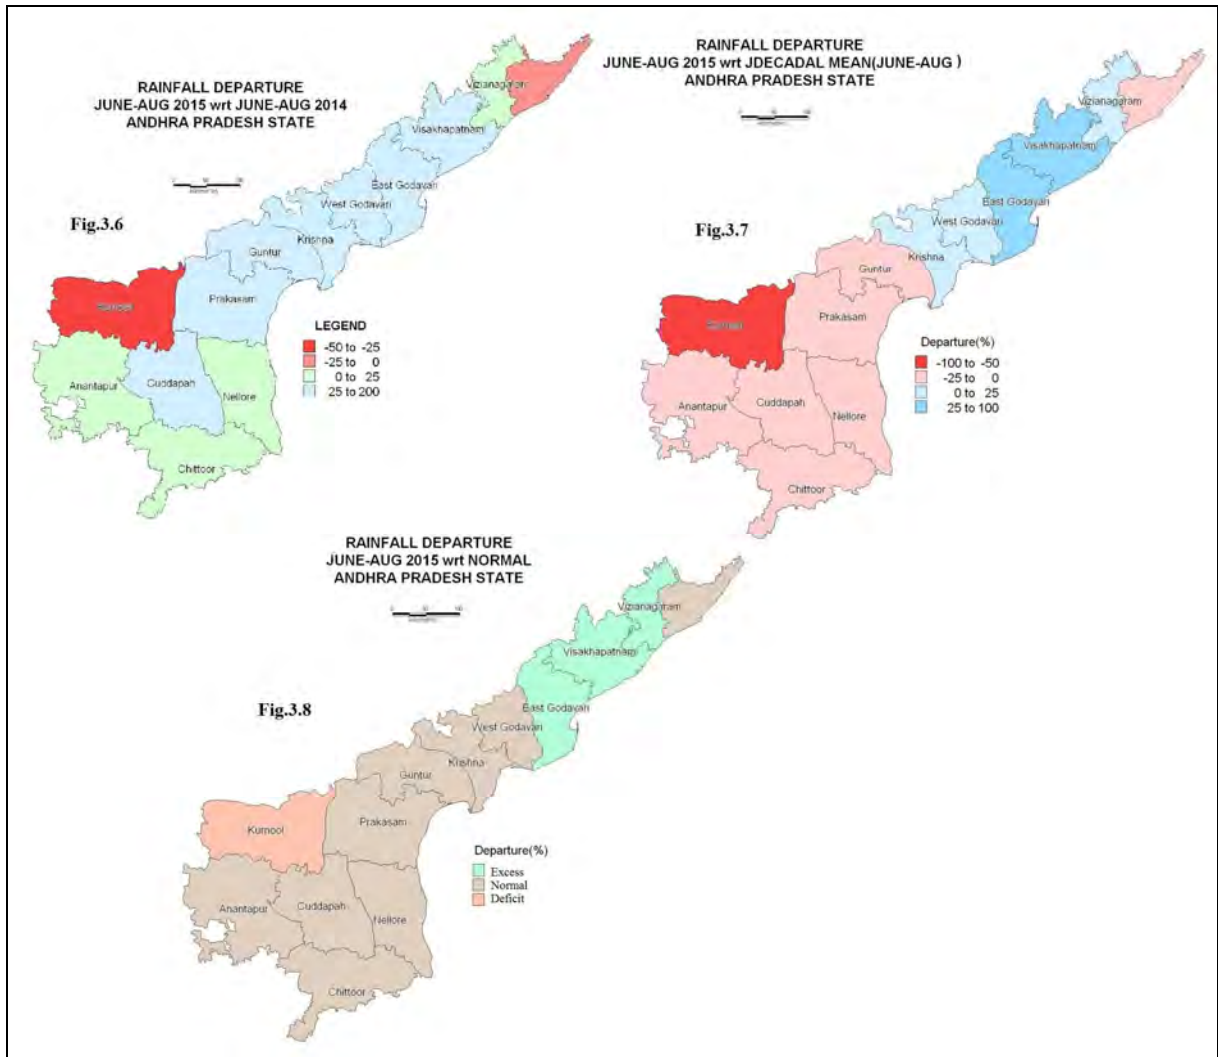 RAINFALL DEPARTURE
JUNE-AUG 2015 wrt JUNE-AUG 2014
ANDHRA PRADESH STATE
Fig.3.6
Vizianagaram
Visakhapatnam
East Godavari
West Godavari
Krishna
Guntur
Prakasam
Kurnool
Anantapur
Cuddapah
Nellore
Chittoor
LEGEND
-50 to -25
-25 to 0
0 to 25
25 to 200
RAINFALL DEPARTURE
JUNE-AUG 2015 wrt JDECADAL MEAN(JUNE-AUG )
ANDHRA PRADESH STATE
Fig.3.7
Vizianagaram
Visakhapatnam
East Godavari
West Godavari
Krishna
Guntur
Prakasam
Kurnool
Anantapur
Cuddapah
Nellore
Chittoor
Departure(%)
-100 to -50
-25 to 0
0 to 25
25 to 100
RAINFALL DEPARTURE
JUNE-AUG 2015 wrt NORMAL
ANDHRA PRADESH STATE
Fig.3.8
Vizianagaram
Visakhapatnam
East Godavari
West Godavari
Krishna
Guntur
Prakasam
Kurnool
Anantapur
Cuddapah
Nellore
Chittoor
Departure(%)
Excess
Normal
Deficit